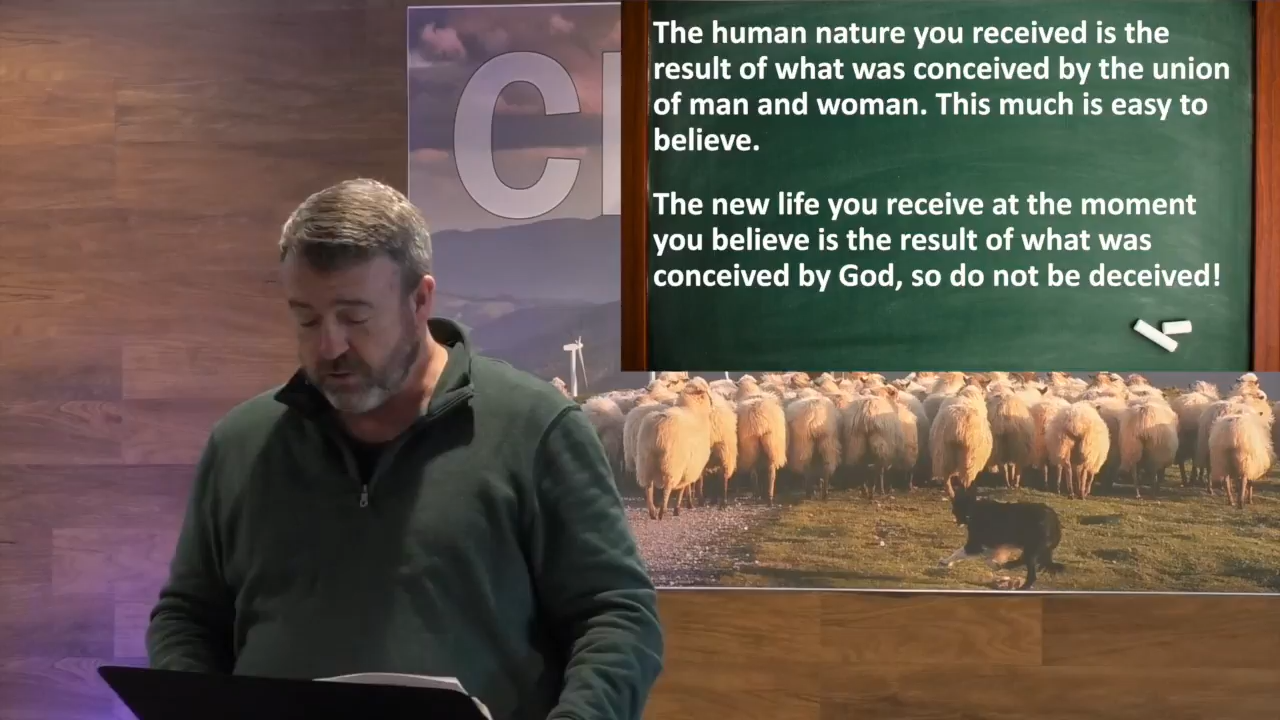 The human nature you received is the
result of what was conceived by the union
of man and woman. This much is easy to
believe.
The new life you receive at the moment
you believe is the result of what was
conceived by God, so do not be deceived!